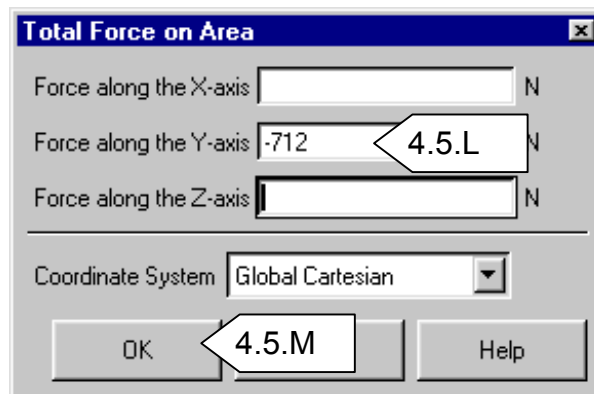 Total Force on Area
Force along the X-axis N
Force along the Y-axis -712 4.5.L N
Force along the Z-axis N
Coordinate System Global Cartesian
OK 4.5.M Help